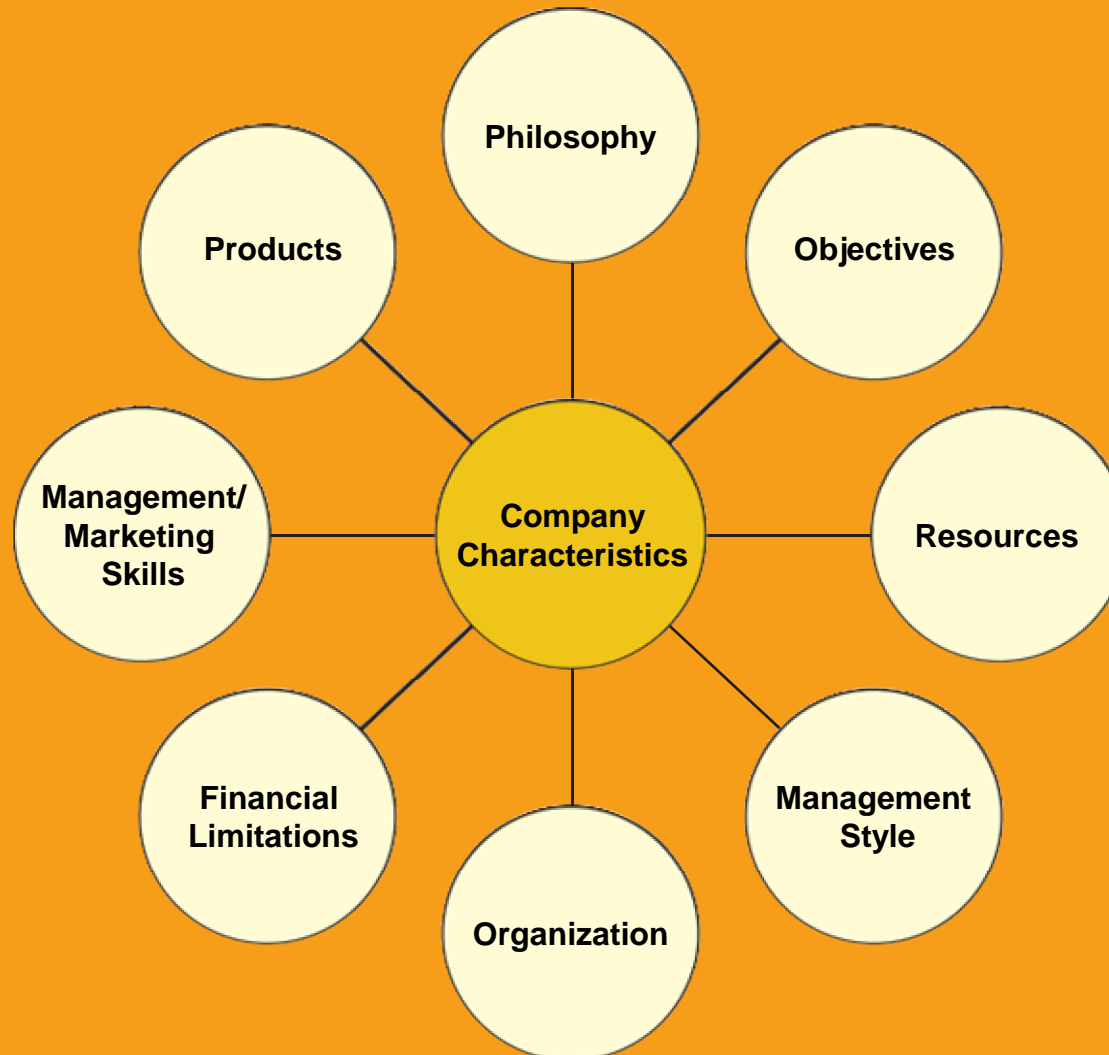 Philosophy
Products
Objectives
Management/
Marketing
Skills
Company
Characteristics
Resources
Financial
Limitations
Management
Style
Organization